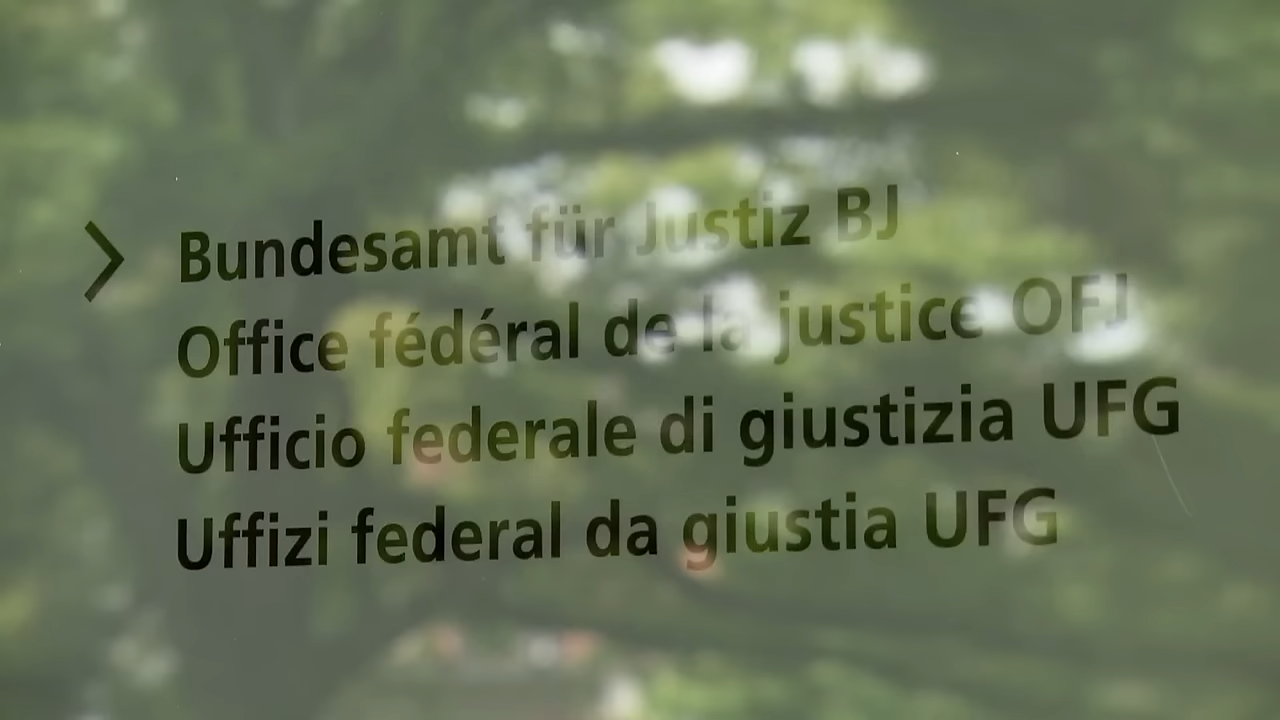 Bundesamt für Justiz BJ
Office fédéral de la justice OFJ
Ufficio federale di giustizia UFG
Uffizi federal da giustia UFG